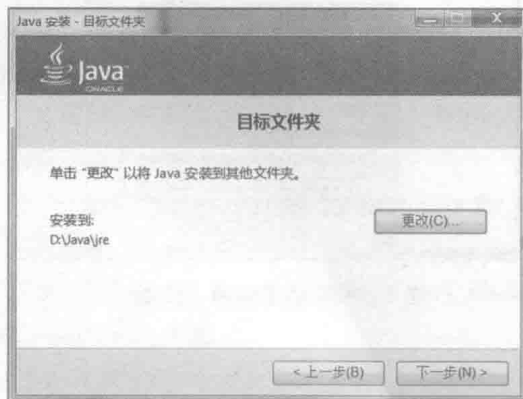 Java 安装 - 目标文件夹
X
Java
ORACLE
目标文件夹
单击 "更改" 以将 Java 安装到其他文件夹。
安装到:
更改(C)...
D:\Java\jre
< 上一步(B)
下一步(N) >